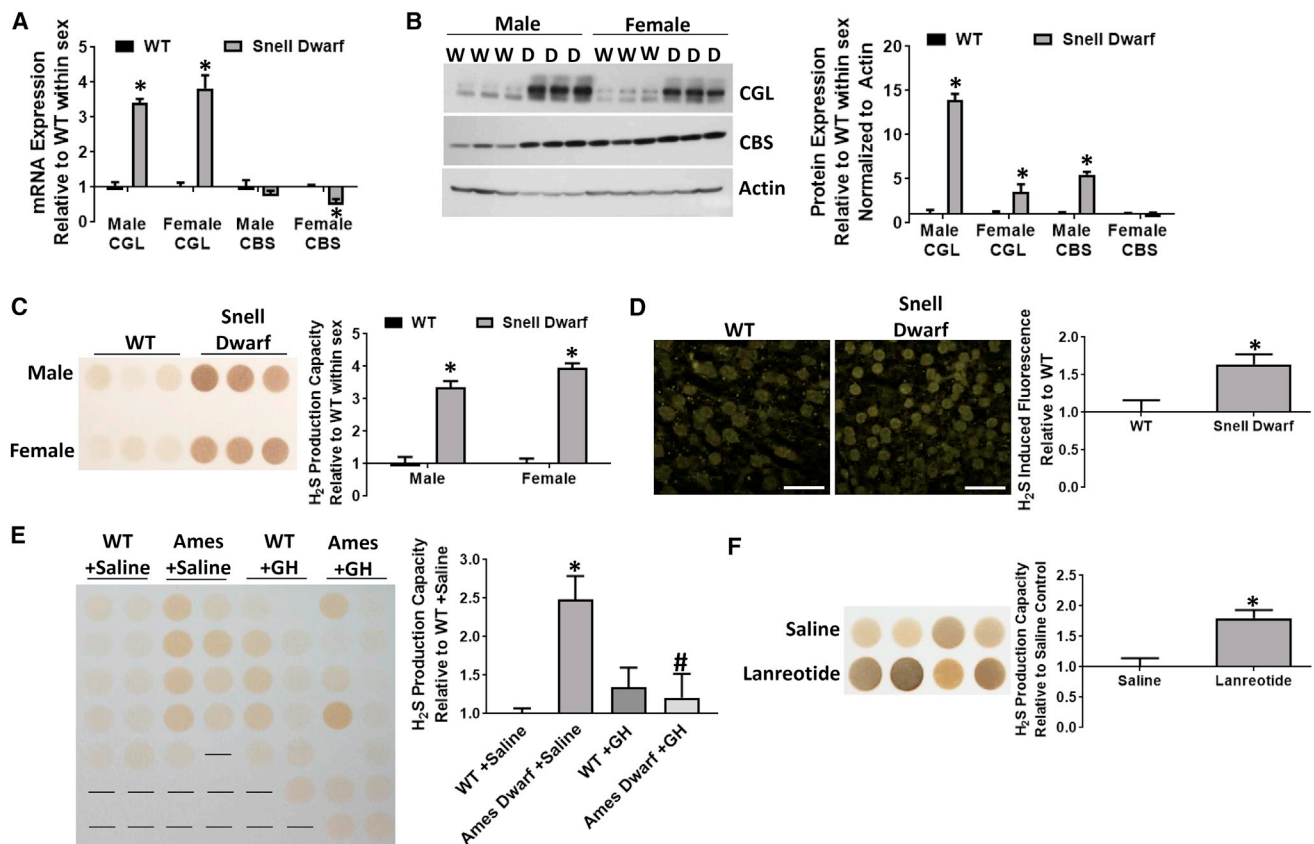 A
WT
Snell Dwarf
mRNA Expression
Relative to WT within sex
5
4
3
2
1
0
*
*
*
Male
CGL
Female
CGL
Male
CBS
Female
CBS
B
Male
Female
W W W D D D W W W D D D
CGL
CBS
Actin
WT
Snell Dwarf
Protein Expression
Relative to WT within sex
Normalized to Actin
20
15
10
5
*
*
*
Male
CGL
Female
CGL
Male
CBS
Female
CBS
C
WT
Snell
Dwarf
Male
Female
WT
Snell Dwarf
H₂S Production Capacity
Relative to WT within sex
5
4
3
2
1
0
*
*
Male
Female
D
WT
Snell
Dwarf
H₂S Induced Fluorescence
Relative to WT
2.0
1.5
1.0
0.5
0.0
*
WT
Snell Dwarf
E
WT
+Saline
Ames
+Saline
WT
+GH
Ames
+GH
H₂S Production Capacity
Relative to WT +Saline
3.0
2.5
2.0
1.5
1.0
*
#
WT +Saline
Ames Dwarf +Saline
WT +GH
Ames Dwarf +GH
F
Saline
Lanreotide
H₂S Production Capacity
Relative to Saline Control
2.5
2.0
1.5
1.0
0.5
0.0
*
Saline
Lanreotide